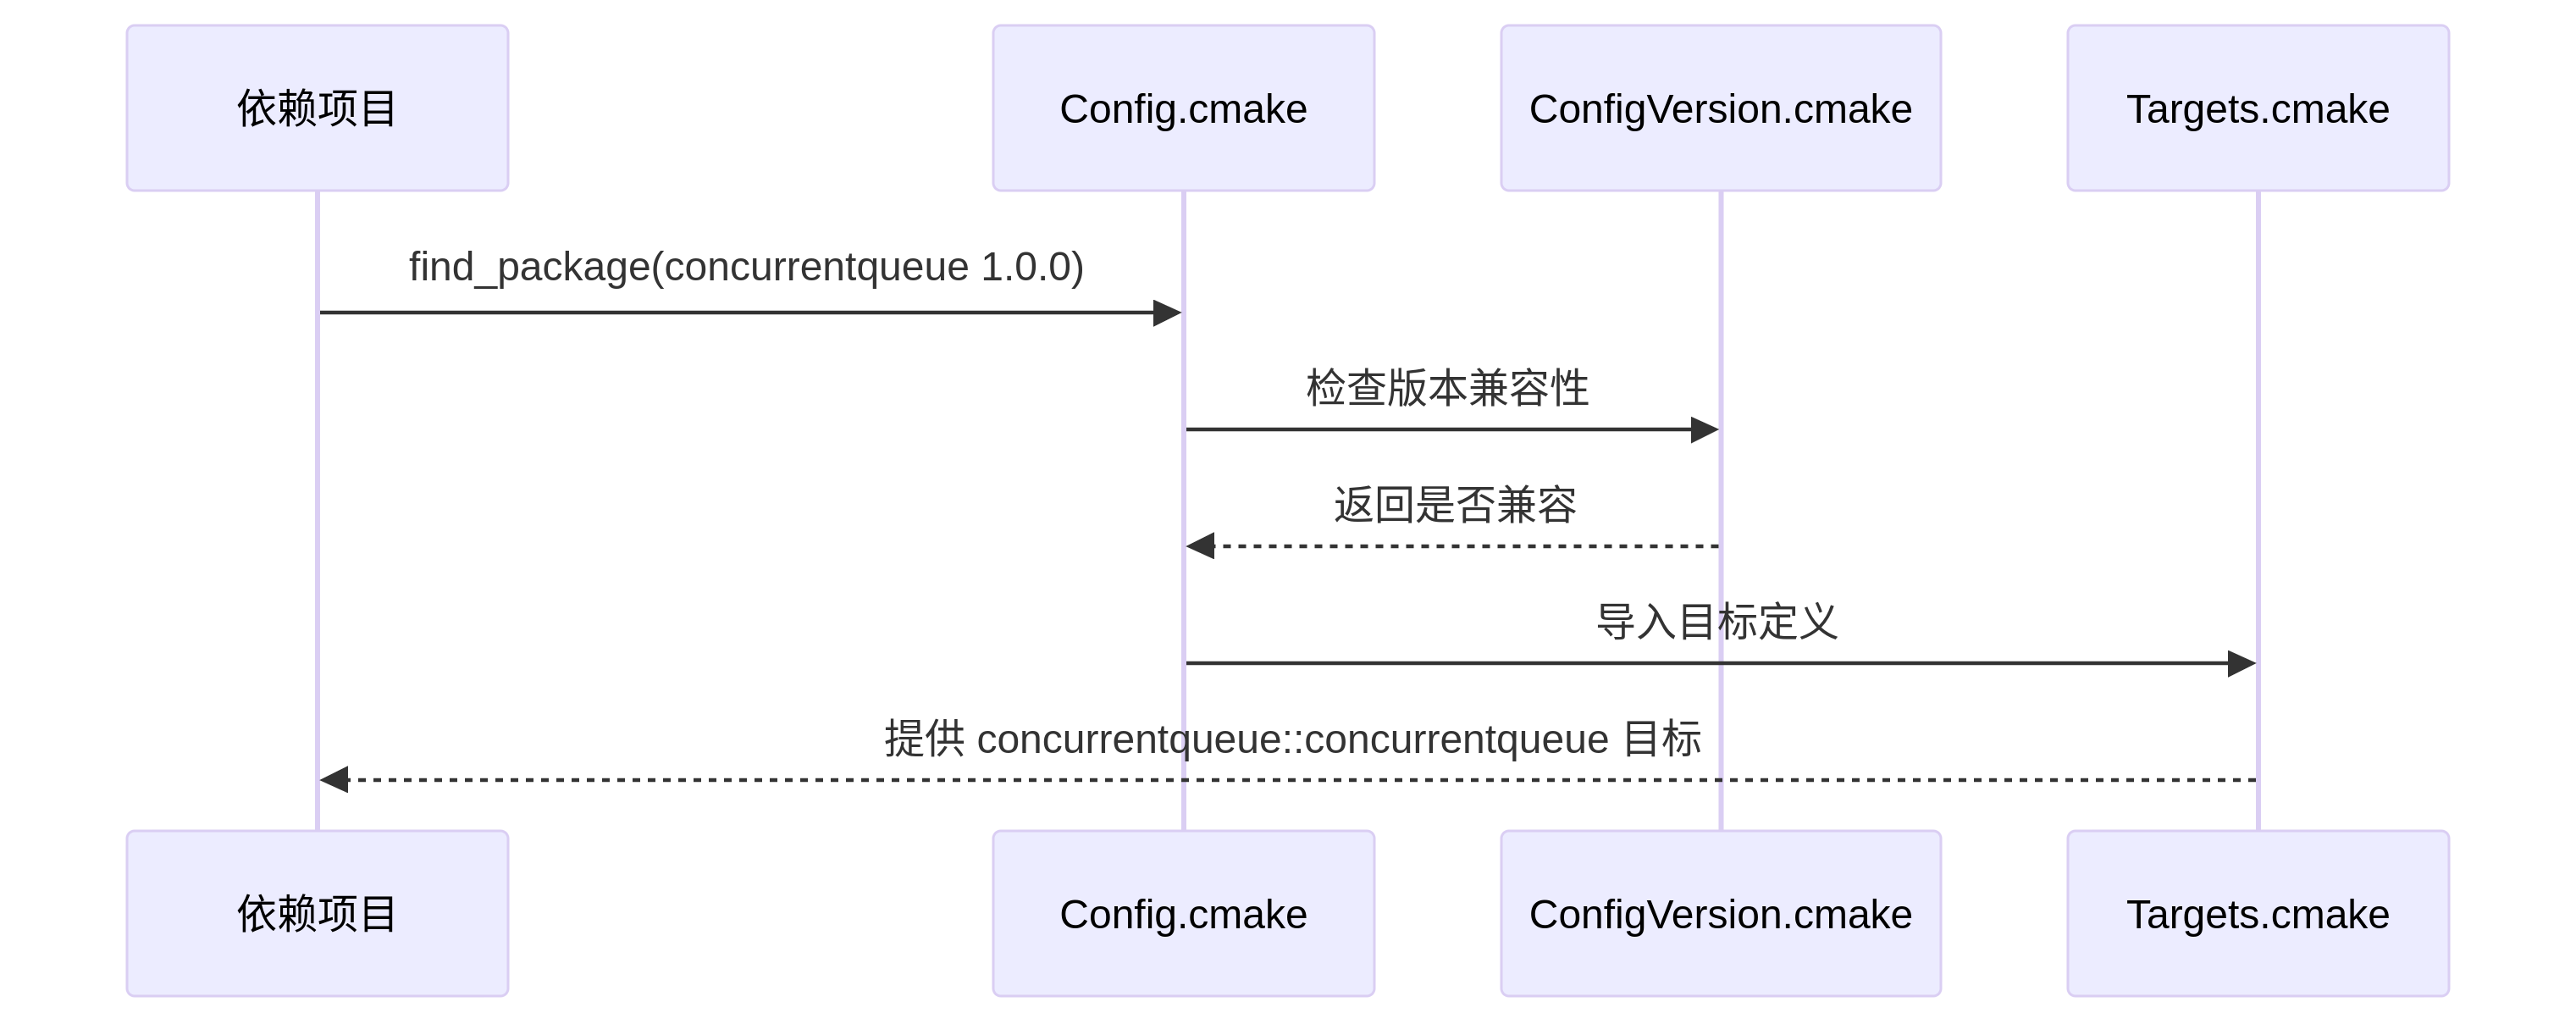 依赖项目
Config.cmake
ConfigVersion.cmake
Targets.cmake
find_package(concurrentqueue 1.0.0)
检查版本兼容性
返回是否兼容
导入目标定义
提供 concurrentqueue::concurrentqueue 目标
依赖项目
Config.cmake
ConfigVersion.cmake
Targets.cmake